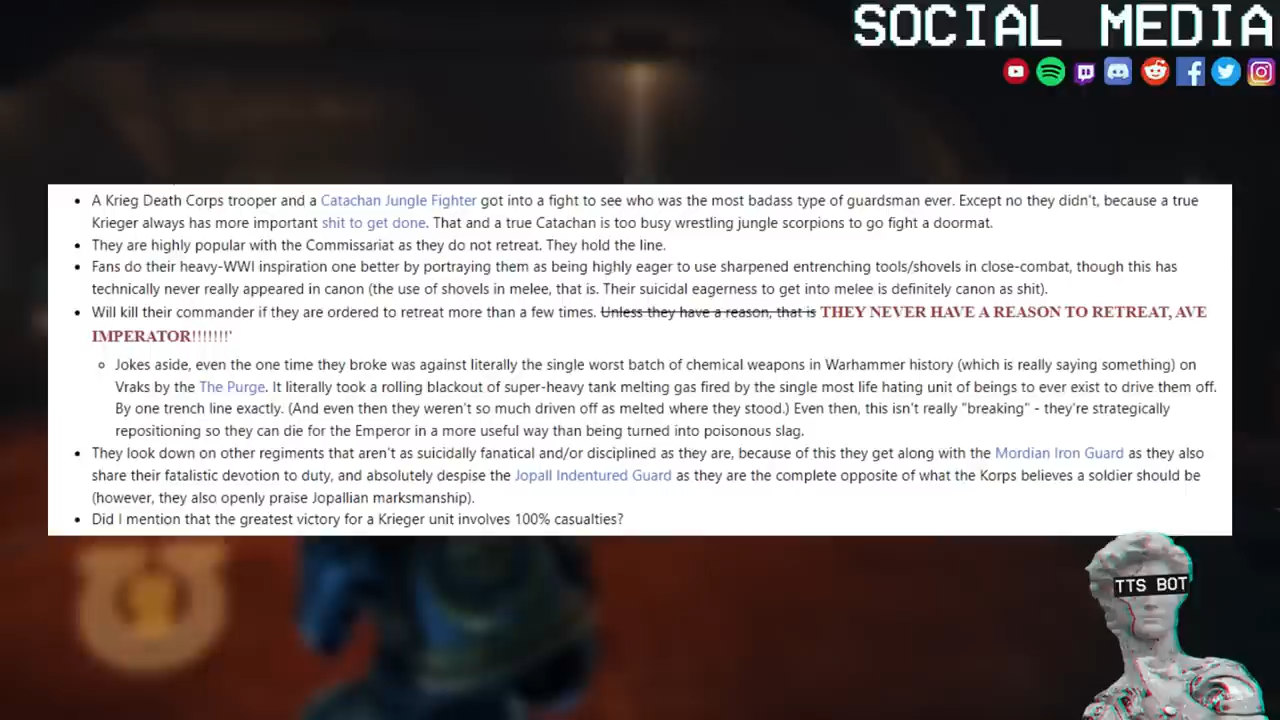 SOCIAL MEDIA
A Krieg Death Corps trooper and a Catachan Jungle Fighter got into a fight to see who was the most badass type of guardsman ever. Except no they didn't, because a true
Krieger always has more important shit to get done. That and a true Catachan is too busy wrestling jungle scorpions to go fight a doormat.
They are highly popular with the Commissariat as they do not retreat. They hold the line.
Fans do their heavy-WWI inspiration one better by portraying them as being highly eager to use sharpened entrenching tools/shovels in close-combat, though this has
technically never really appeared in canon (the use of shovels in melee, that is. Their suicidal eagerness to get into melee is definitely canon as shit).
Will kill their commander if they are ordered to retreat more than a few times. Unless they have a reason, that is THEY NEVER HAVE A REASON TO RETREAT, AVE
IMPERATOR!!!!!!!'
Jokes aside, even the one time they broke was against literally the single worst batch of chemical weapons in Warhammer history (which is really saying something) on
Vraks by the The Purge. It literally took a rolling blackout of super-heavy tank melting gas fired by the single most life hating unit of beings to ever exist to drive them off.
By one trench line exactly. (And even then they weren't so much driven off as melted where they stood.) Even then, this isn't really "breaking" - they're strategically
repositioning so they can die for the Emperor in a more useful way than being turned into poisonous slag.
They look down on other regiments that aren't as suicidally fanatical and/or disciplined as they are, because of this they get along with the Mordian Iron Guard as they also
share their fatalistic devotion to duty, and absolutely despise the Jopall Indentured Guard as they are the complete opposite of what the Korps believes a soldier should be
(however, they also openly praise Jopallian marksmanship).
Did I mention that the greatest victory for a Krieger unit involves 100% casualties?
TTS BOT